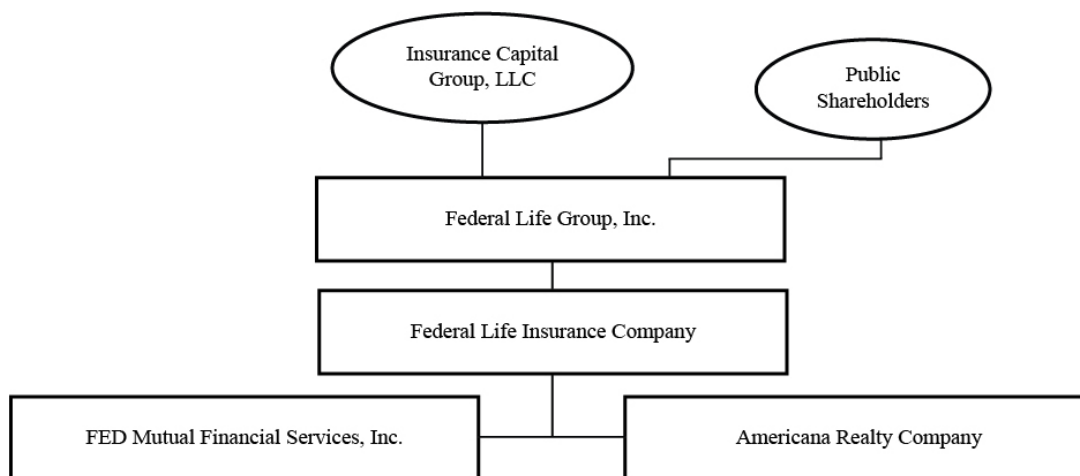 Insurance Capital
Group, LLC
Public
Shareholders
Federal Life Group, Inc.
Federal Life Insurance Company
FED Mutual Financial Services, Inc.
Americana Realty Company